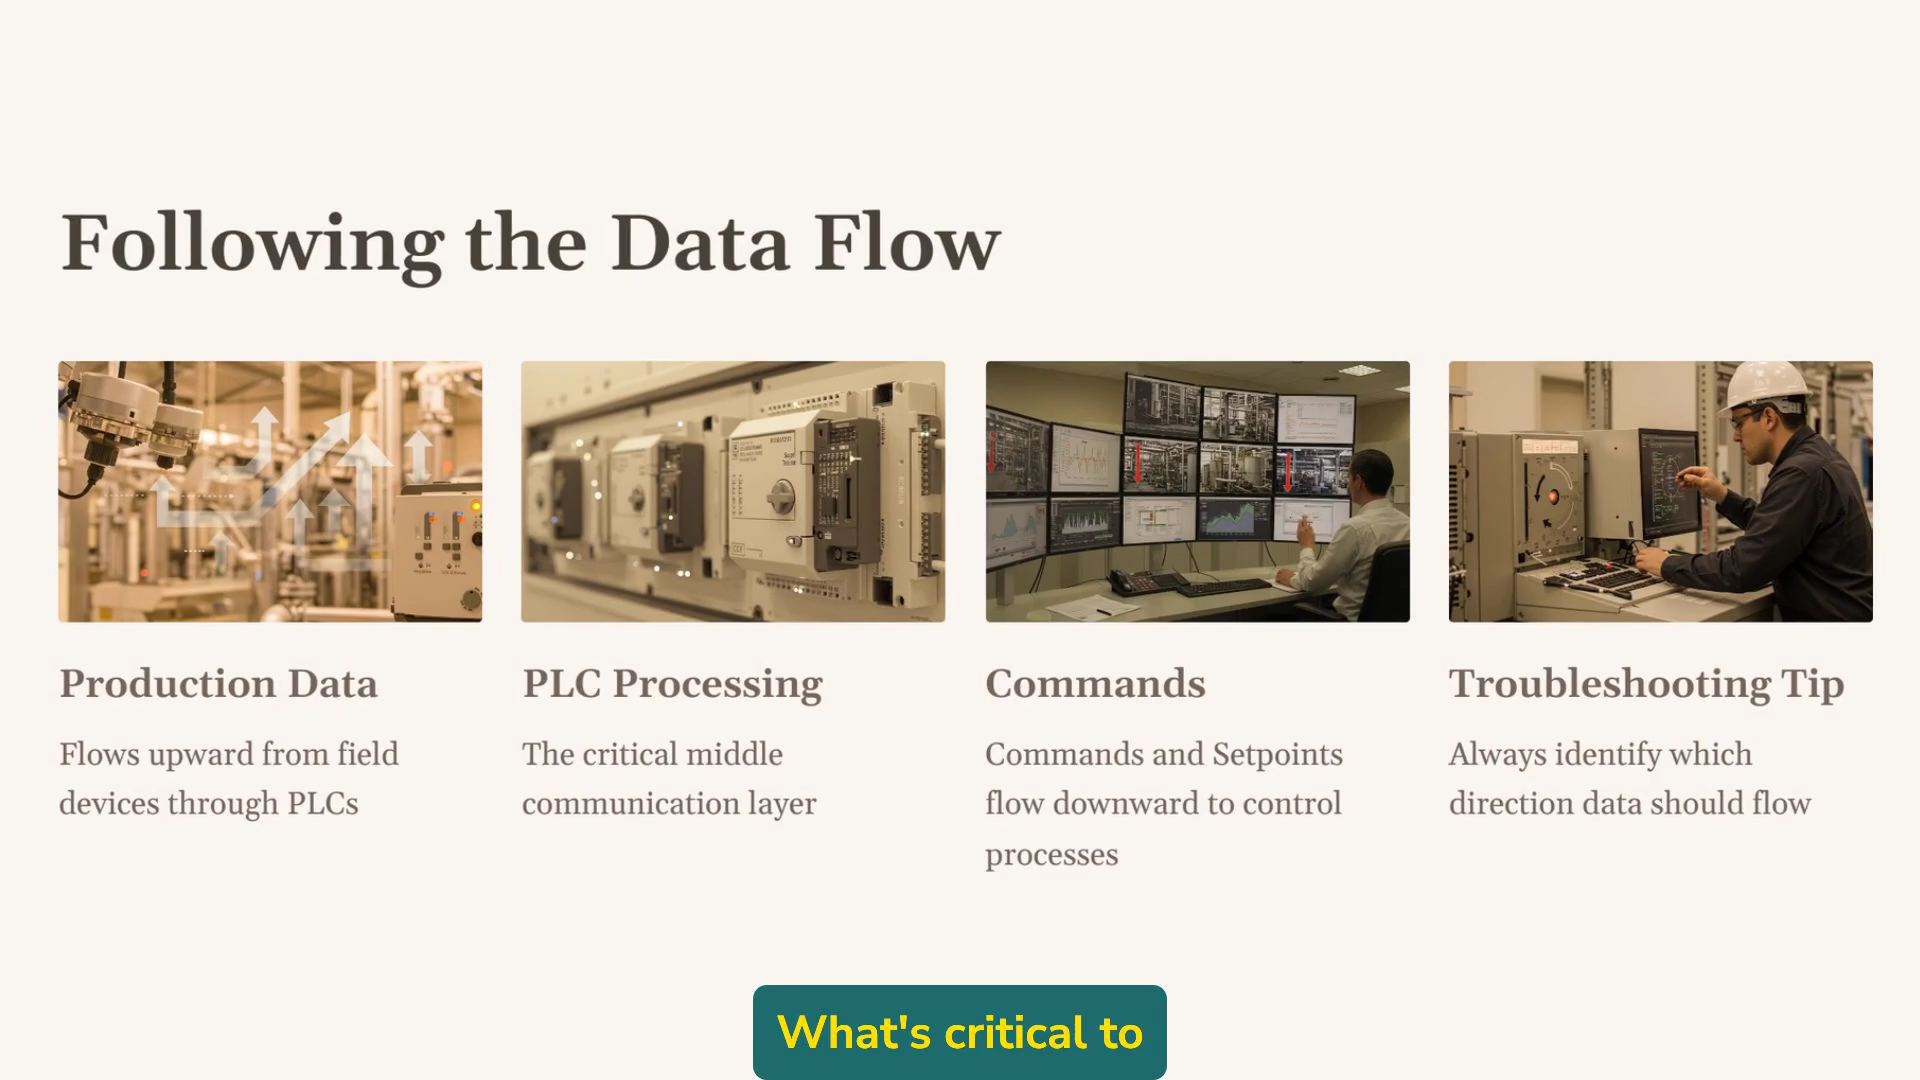 Following the Data Flow
Production Data
Flows upward from field
devices through PLCs
PLC Processing
The critical middle
communication layer
Commands
Commands and Setpoints
flow downward to control
processes
Troubleshooting Tip
Always identify which
direction data should flow
What's critical to